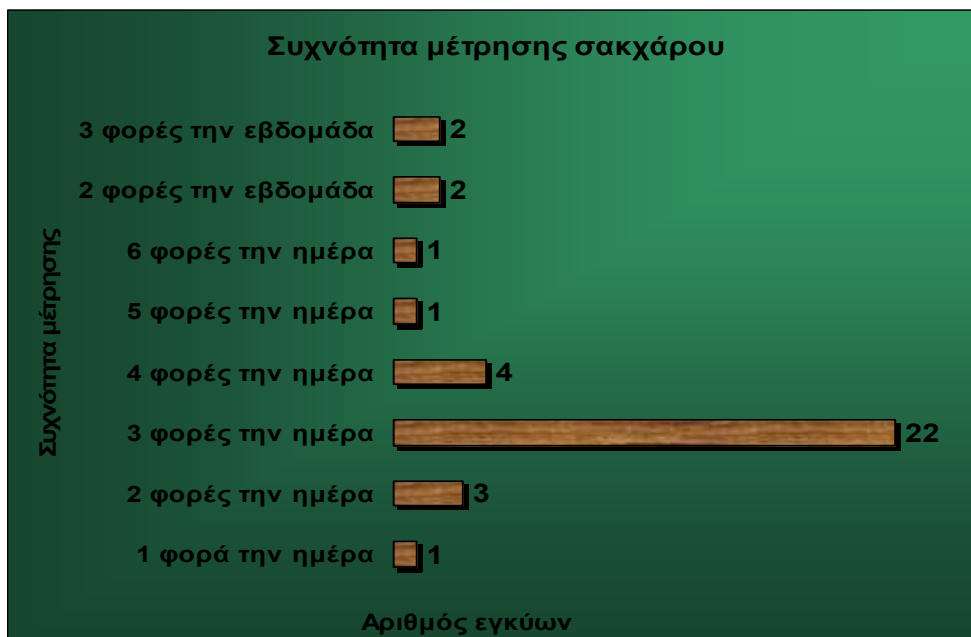 Συχνότητα μέτρησης σακχάρου
Συχνότητα μέτρησης
3 φορές την εβδομάδα 2
2 φορές την εβδομάδα 2
6 φορές την ημέρα 1
5 φορές την ημέρα 1
4 φορές την ημέρα 4
3 φορές την ημέρα 22
2 φορές την ημέρα 3
1 φορά την ημέρα 1
Αριθμός εγκύων